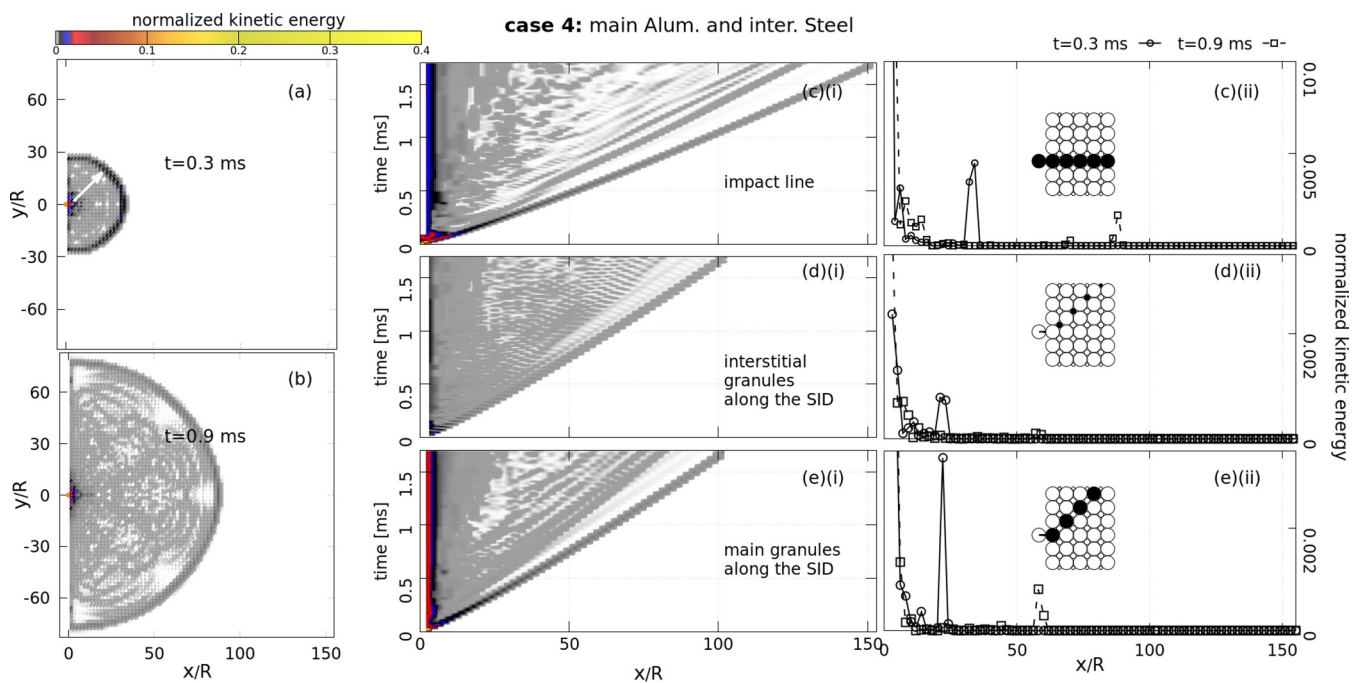 normalized kinetic energy
0 0.1 0.2 0.3 0.4
case 4: main Alum. and inter. Steel
t=0.3 ms t=0.9 ms
(a)
t=0.3 ms
y/R
60
30
0
-30
-60
(b)
t=0.9 ms
y/R
60
30
0
-30
-60
0 50 100 150
x/R
(c)(i)
impact line
time [ms]
0 0.5 1 1.5
0 50 100 150
(d)(i)
interstitial
granules
along the SID
time [ms]
0 0.5 1 1.5
(e)(i)
main granules
along the SID
time [ms]
0 0.5 1 1.5
0 50 100 150
x/R
(c)(ii)
0.01
0.005
0
(d)(ii)
0.002
0
(e)(ii)
0.002
0
50 100 150
x/R
normalized kinetic energy